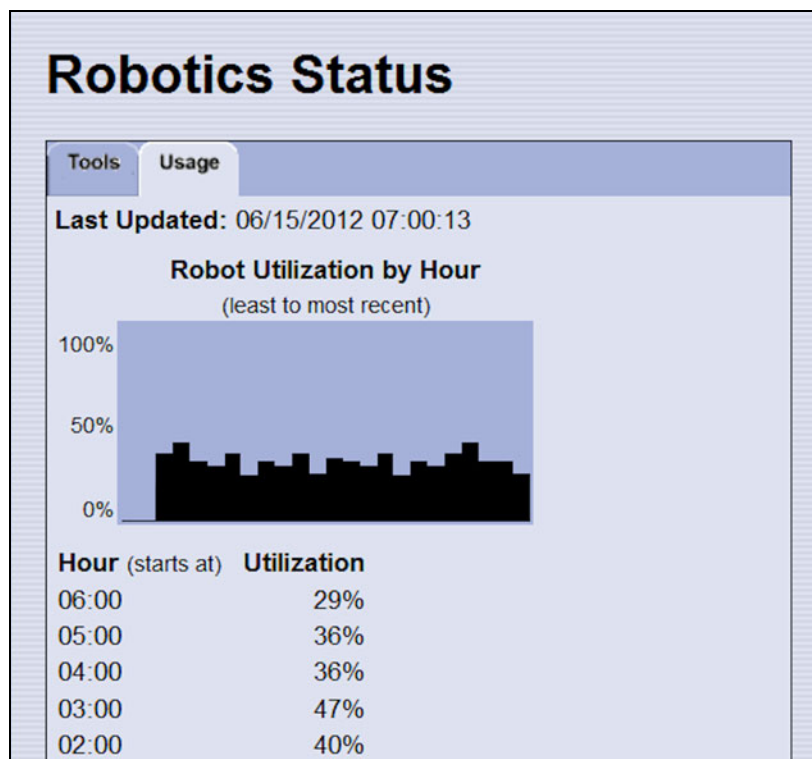 Robotics Status
Tools Usage
Last Updated: 06/15/2012 07:00:13
Robot Utilization by Hour
(least to most recent)
100%
50%
0%
Hour (starts at) Utilization
06:00 29%
05:00 36%
04:00 36%
03:00 47%
02:00 40%